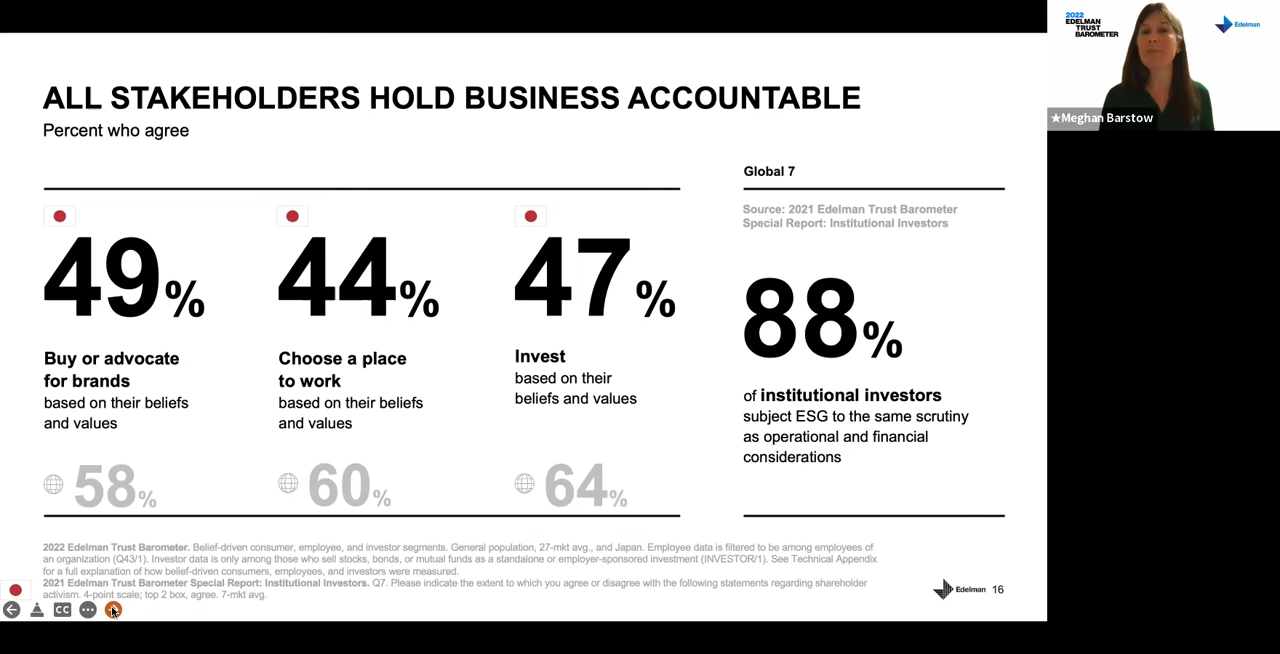 ALL STAKEHOLDERS HOLD BUSINESS ACCOUNTABLE
Percent who agree
49%
Buy or advocate
for brands
based on their beliefs
and values
58%
44%
Choose a place
to work
based on their beliefs
and values
60%
47%
Invest
based on their
beliefs and values
64%
Global 7
Source: 2021 Edelman Trust Barometer
Special Report: Institutional Investors
88%
of institutional investors
subject ESG to the same scrutiny
as operational and financial
considerations
2022 Edelman Trust Barometer. Belief-driven consumer, employee, and investor segments. General population, 27-mkt avg., and Japan. Employee data is filtered to be among employees of
an organization (Q43/1). Investor data is only among those who sell stocks, bonds, or mutual funds as a standalone or employer-sponsored investment (INVESTOR/1). See Technical Appendix
for a full explanation of how belief-driven consumers, employees, and investors were measured.
2021 Edelman Trust Barometer Special Report: Institutional Investors. Q7. Please indicate the extent to which you agree or disagree with the following statements regarding shareholder
activism. 4-point scale; top 2 box, agree. 7-mkt avg.
Edelman 16
CC
2022
EDELMAN
TRUST
BAROMETER
Edelman
Meghan Barstow